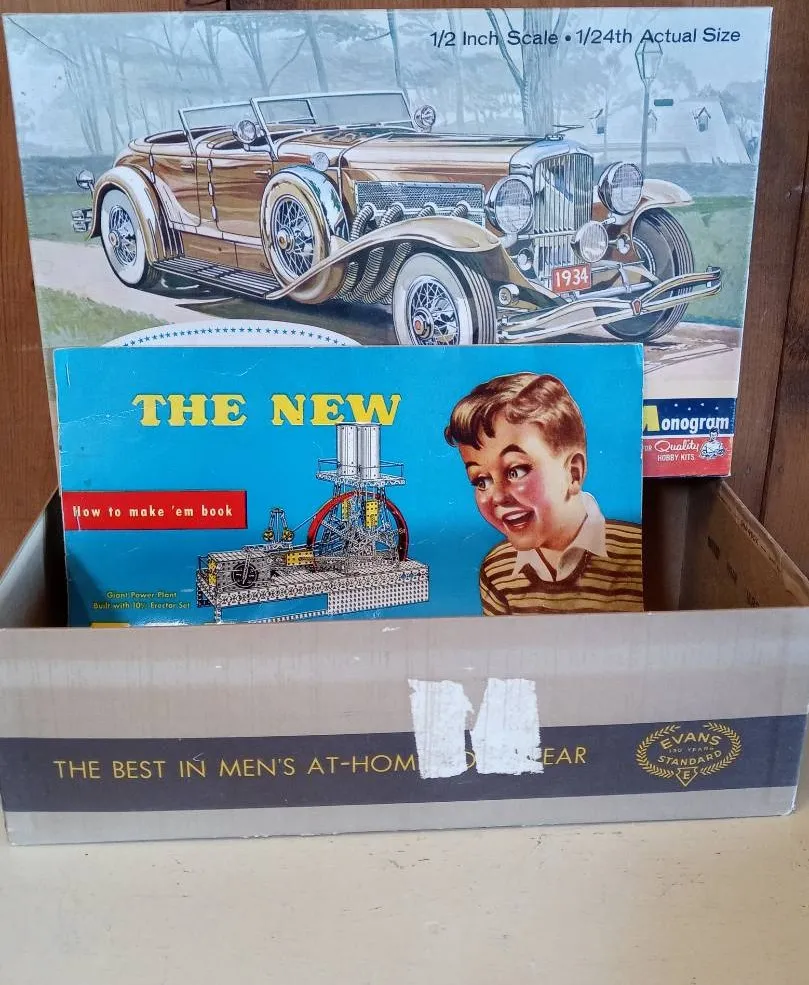 1/2 Inch Scale • 1/24th Actual Size
1934
Monogram
Quality
HOBBY KITS
THE NEW
How to make 'em book
Giant Power Plant
Built with 10½ Erector Set
THE BEST IN MEN'S AT-HOM
EAR
EVANS
STANDARD
E